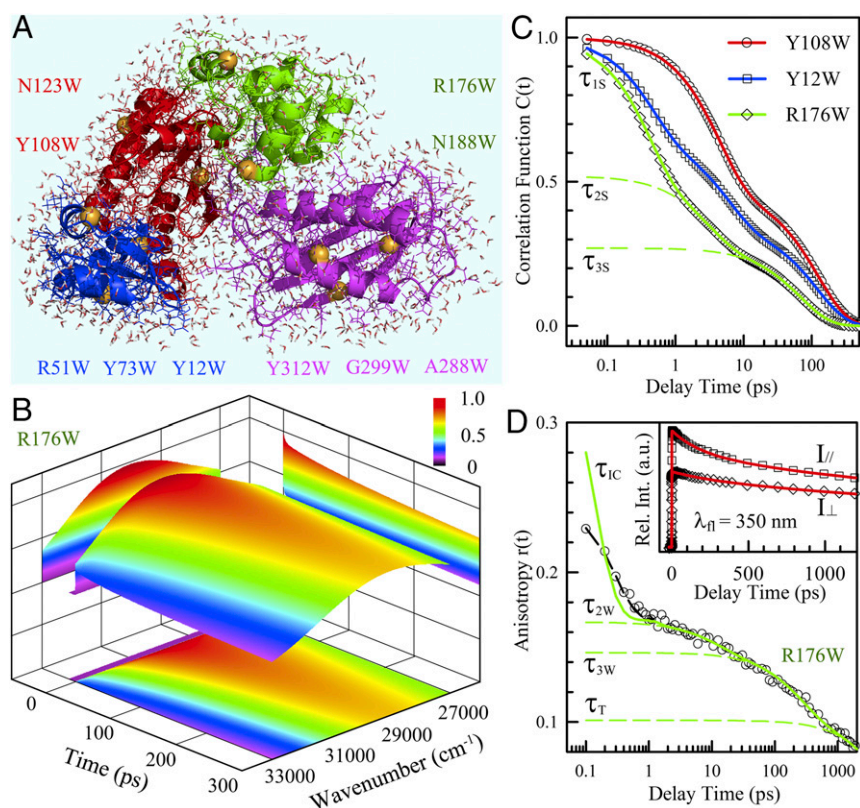 A
N123W
R176W
Y108W
N188W
R51W Y73W Y12W Y312W G299W A288W
B
R176W
1.0
0.5
0
0
100
200
300
Time (ps)
33000
31000
29000
27000
Wavenumber (cm⁻¹)
C
Correlation Function C(t)
1.0
0.5
0.0
τ1S
τ2S
τ3S
Y108W
Y12W
R176W
0.1 1 10 100
Delay Time (ps)
D
Anisotropy r(t)
0.3
0.2
0.1
τIC
τ2W
τ3W
τT
R176W
Rel. Int. (a.u.)
I//
I⊥
λfl = 350 nm
0 500 1000
Delay Time (ps)
0.1 1 10 100 1000
Delay Time (ps)